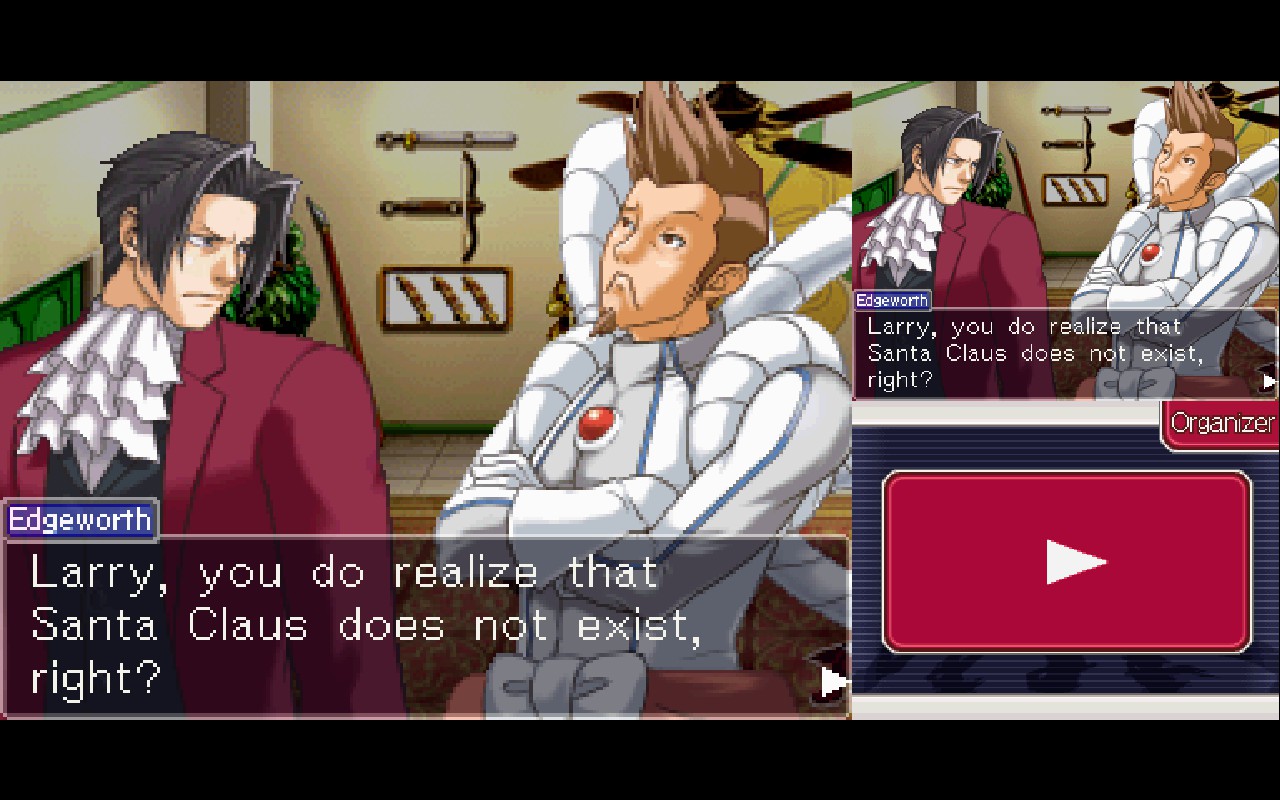 Edgeworth
Larry, you do realize that
Santa Claus does not exist,
right?
Edgeworth
Larry, you do realize that
Santa Claus does not exist,
right?
Organizer